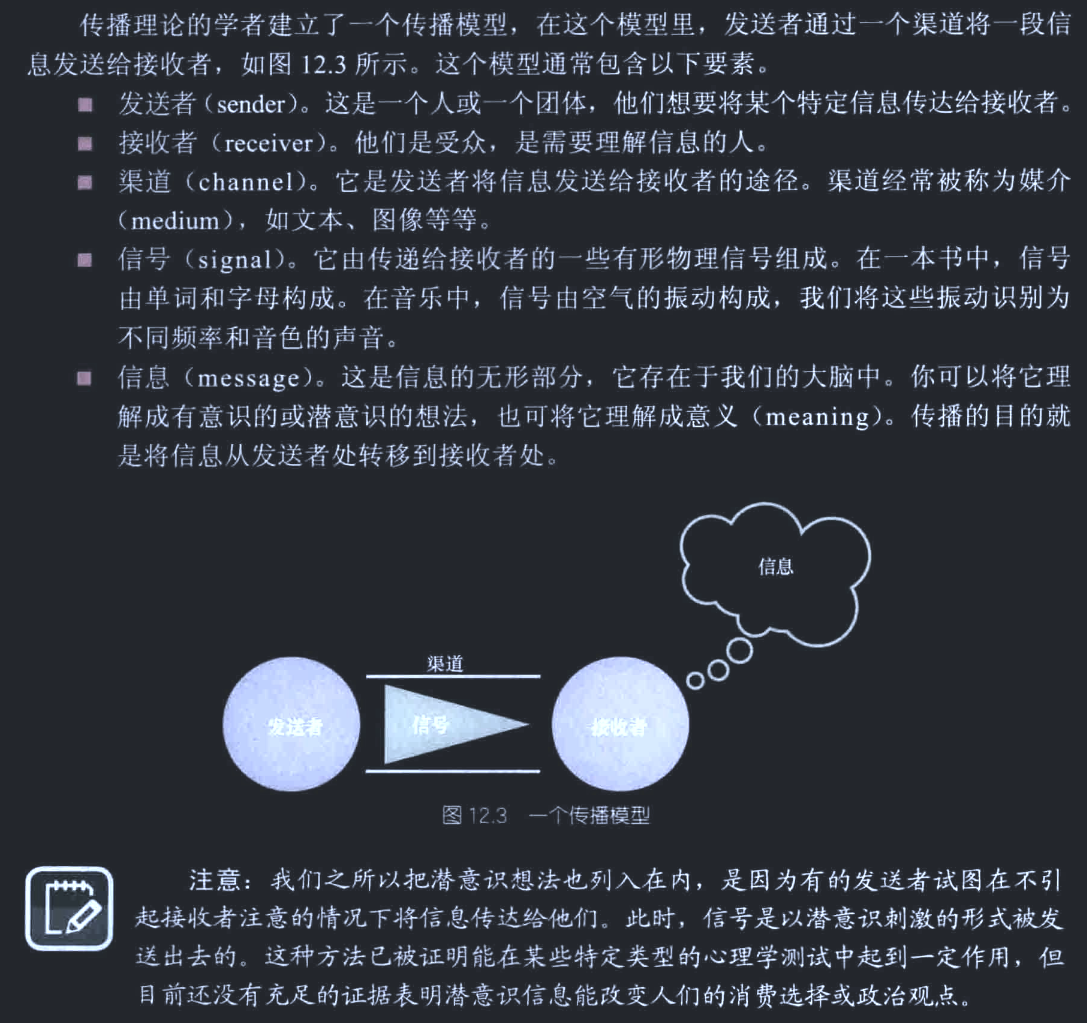 传播理论的学者建立了一个传播模型，在这个模型里，发送者通过一个渠道将一段信
息发送给接收者，如图 12.3 所示。这个模型通常包含以下要素。
■ 发送者（sender）。这是一个人或一个团体，他们想要将某个特定信息传达给接收者。
■ 接收者（receiver）。他们是受众，是需要理解信息的人。
■ 渠道（channel）。它是发送者将信息发送给接收者的途径。渠道经常被称为媒介
（medium），如文本、图像等等。
■ 信号（signal）。它由传递给接收者的一些有形物理信号组成。在一本书中，信号
由单词和字母构成。在音乐中，信号由空气的振动构成，我们将这些振动识别为
不同频率和音色的声音。
■ 信息（message）。这是信息的无形部分，它存在于我们的大脑中。你可以将它理
解成有意识的或潜意识的想法，也可将它理解成意义（meaning）。传播的目的就
是将信息从发送者处转移到接收者处。
信息
渠道
发送者
信号
接收者
图 12.3 一个传播模型
注意：我们之所以把潜意识想法也列入在内，是因为有的发送者试图在不引
起接收者注意的情况下将信息传达给他们。此时，信号是以潜意识刺激的形式被发
送出去的。这种方法已被证明能在某些特定类型的心理学测试中起到一定作用，但
目前还没有充足的证据表明潜意识信息能改变人们的消费选择或政治观点。